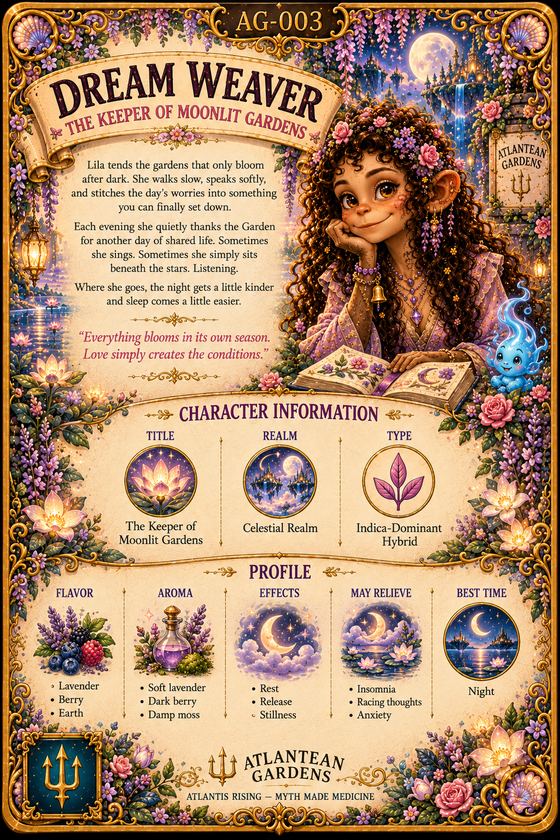 AG-003
DREAM WEAVER
THE KEEPER OF MOONLIT GARDENS
Lila tends the gardens that only bloom
after dark. She walks slow, speaks softly,
and stitches the day's worries into something
you can finally set down.
Each evening she quietly thanks the Garden
for another day of shared life. Sometimes
she sings. Sometimes she simply sits
beneath the stars. Listening.
Where she goes, the night gets a little kinder
and sleep comes a little easier.
“Everything blooms in its own season.
Love simply creates the conditions.”
ATLANTEAN
GARDENS
CHARACTER INFORMATION
TITLE
The Keeper of
Moonlit Gardens
REALM
Celestial Realm
TYPE
Indica-Dominant
Hybrid
PROFILE
FLAVOR
• Lavender
• Berry
• Earth
AROMA
• Soft lavender
• Dark berry
• Damp moss
EFFECTS
• Rest
• Release
• Stillness
MAY RELIEVE
• Insomnia
• Racing thoughts
• Anxiety
BEST TIME
Night
ATLANTEAN
GARDENS
ATLANTIS RISING — MYTH MADE MEDICINE